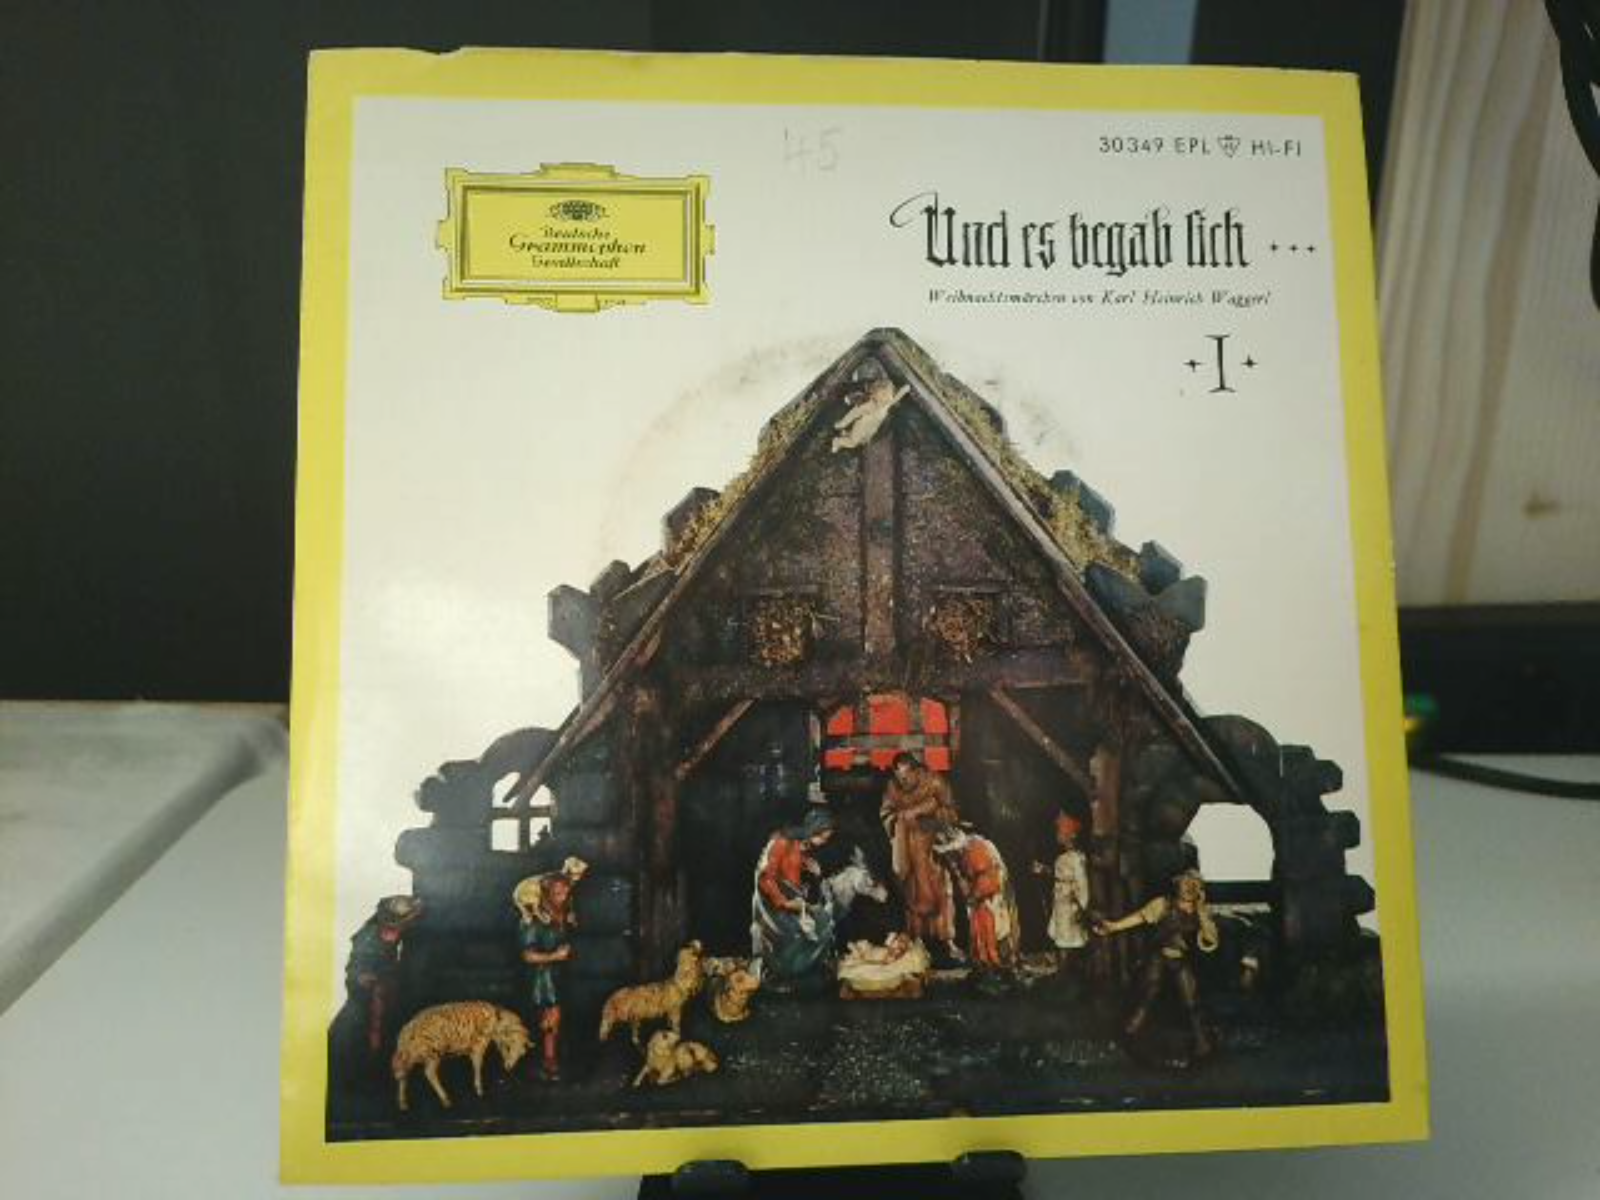 45
30349 EPL HI-FI
Deutsche
Grammophon
Gesellschaft
Und es begab sich ...
Weihnachtsmärchen von Karl Heinrich Waggerl
I